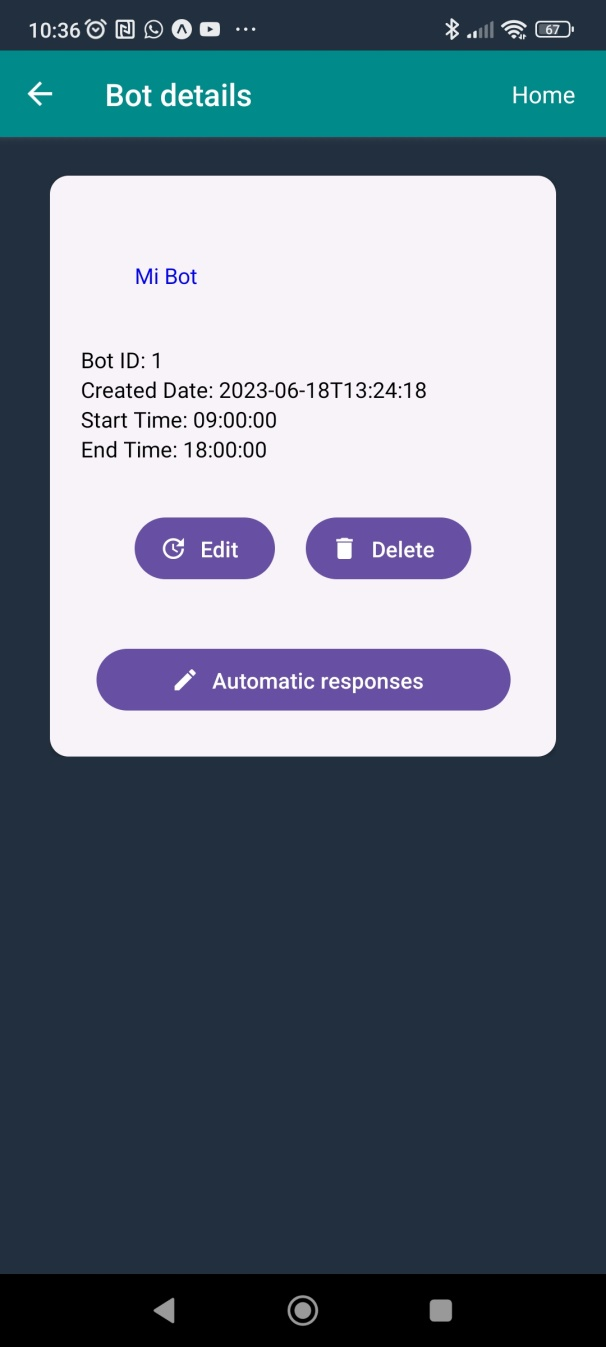 10:36
67
Bot details
Home
Mi Bot
Bot ID: 1
Created Date: 2023-06-18T13:24:18
Start Time: 09:00:00
End Time: 18:00:00
Edit
Delete
Automatic responses